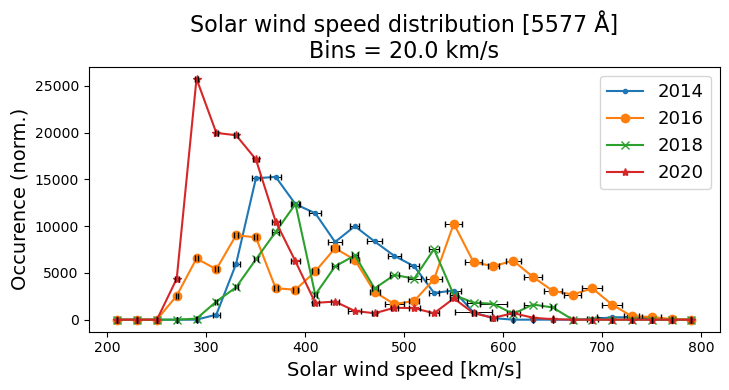 Solar wind speed distribution [5577 Å]
Bins = 20.0 km/s
Occurence (norm.)
25000
20000
15000
10000
5000
0
2014
2016
2018
2020
200 300 400 500 600 700 800
Solar wind speed [km/s]